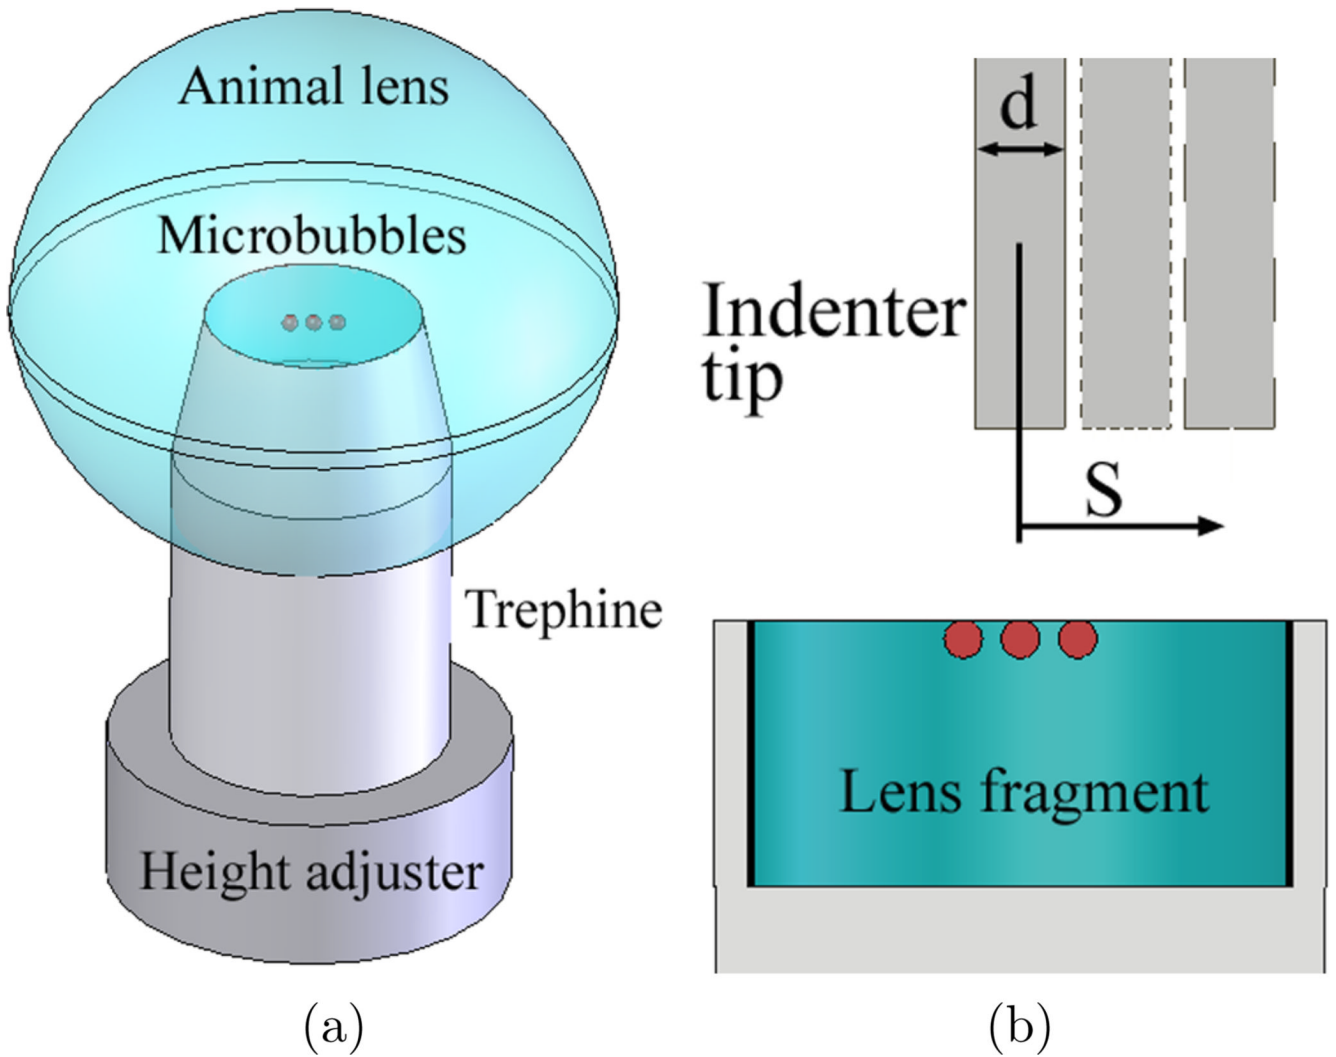 Animal lens
Microbubbles
Trephine
Height adjuster
(a)
d
Indenter
tip
S
Lens fragment
(b)